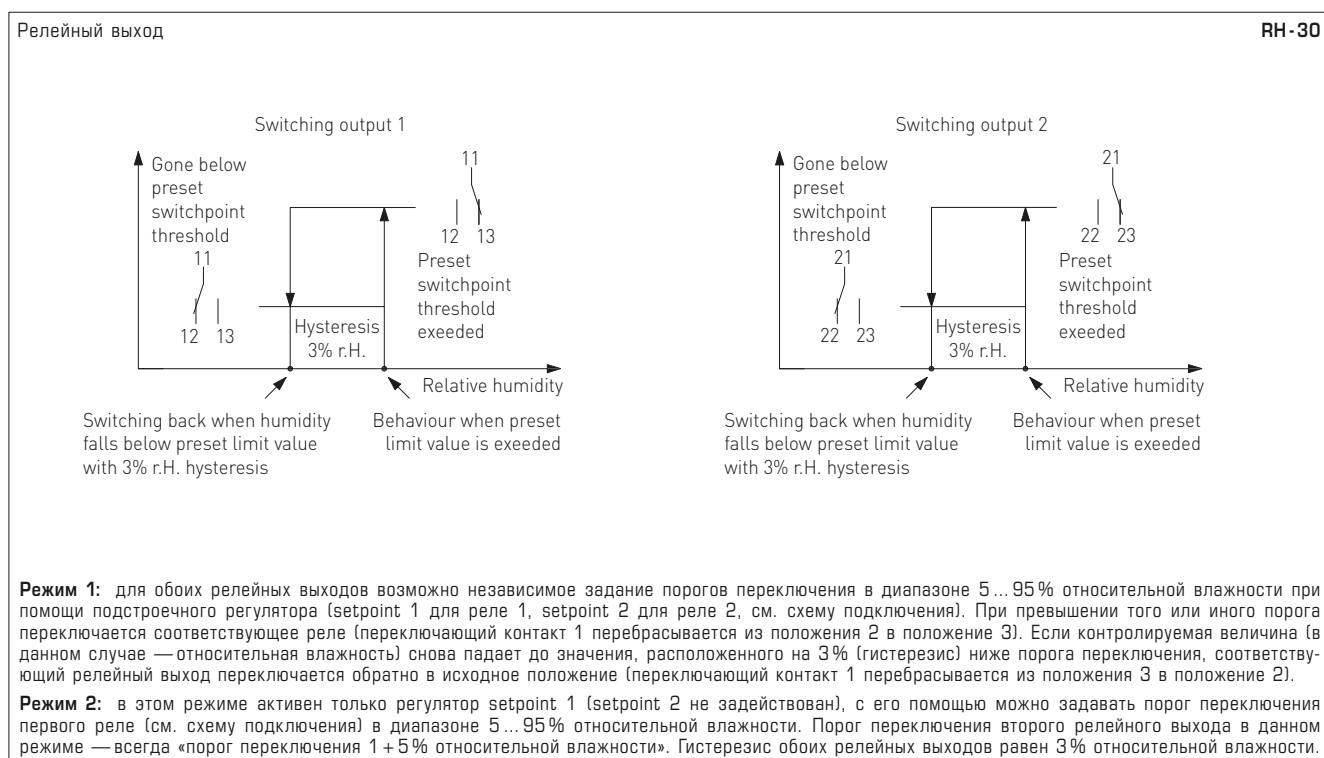 Релейный выход
RH-30
Switching output 1
Gone below
preset
switchpoint
threshold
11
12 13
11
12 13
Preset
switchpoint
threshold
exeeded
Hysteresis
3% r.H.
Relative humidity
Switching back when humidity
falls below preset limit value
with 3% r.H. hysteresis
Behaviour when preset
limit value is exeeded
Switching output 2
Gone below
preset
switchpoint
threshold
21
22 23
21
22 23
Preset
switchpoint
threshold
exeeded
Hysteresis
3% r.H.
Relative humidity
Switching back when humidity
falls below preset limit value
with 3% r.H. hysteresis
Behaviour when preset
limit value is exeeded
Режим 1: для обоих релейных выходов возможно независимое задание порогов переключения в диапазоне 5...95% относительной влажности при
помощи подстроечного регулятора (setpoint 1 для реле 1, setpoint 2 для реле 2, см. схему подключения). При превышении того или иного порога
переключается соответствующее реле (переключающий контакт 1 перебрасывается из положения 2 в положение 3). Если контролируемая величина (в
данном случае — относительная влажность) снова падает до значения, расположенного на 3% (гистерезис) ниже порога переключения, соответству-
ющий релейный выход переключается обратно в исходное положение (переключающий контакт 1 перебрасывается из положения 3 в положение 2).
Режим 2: в этом режиме активен только регулятор setpoint 1 (setpoint 2 не задействован), с его помощью можно задавать порог переключения
первого реле (см. схему подключения) в диапазоне 5...95% относительной влажности. Порог переключения второго релейного выхода в данном
режиме — всегда «порог переключения 1+5% относительной влажности». Гистерезис обоих релейных выходов равен 3% относительной влажности.